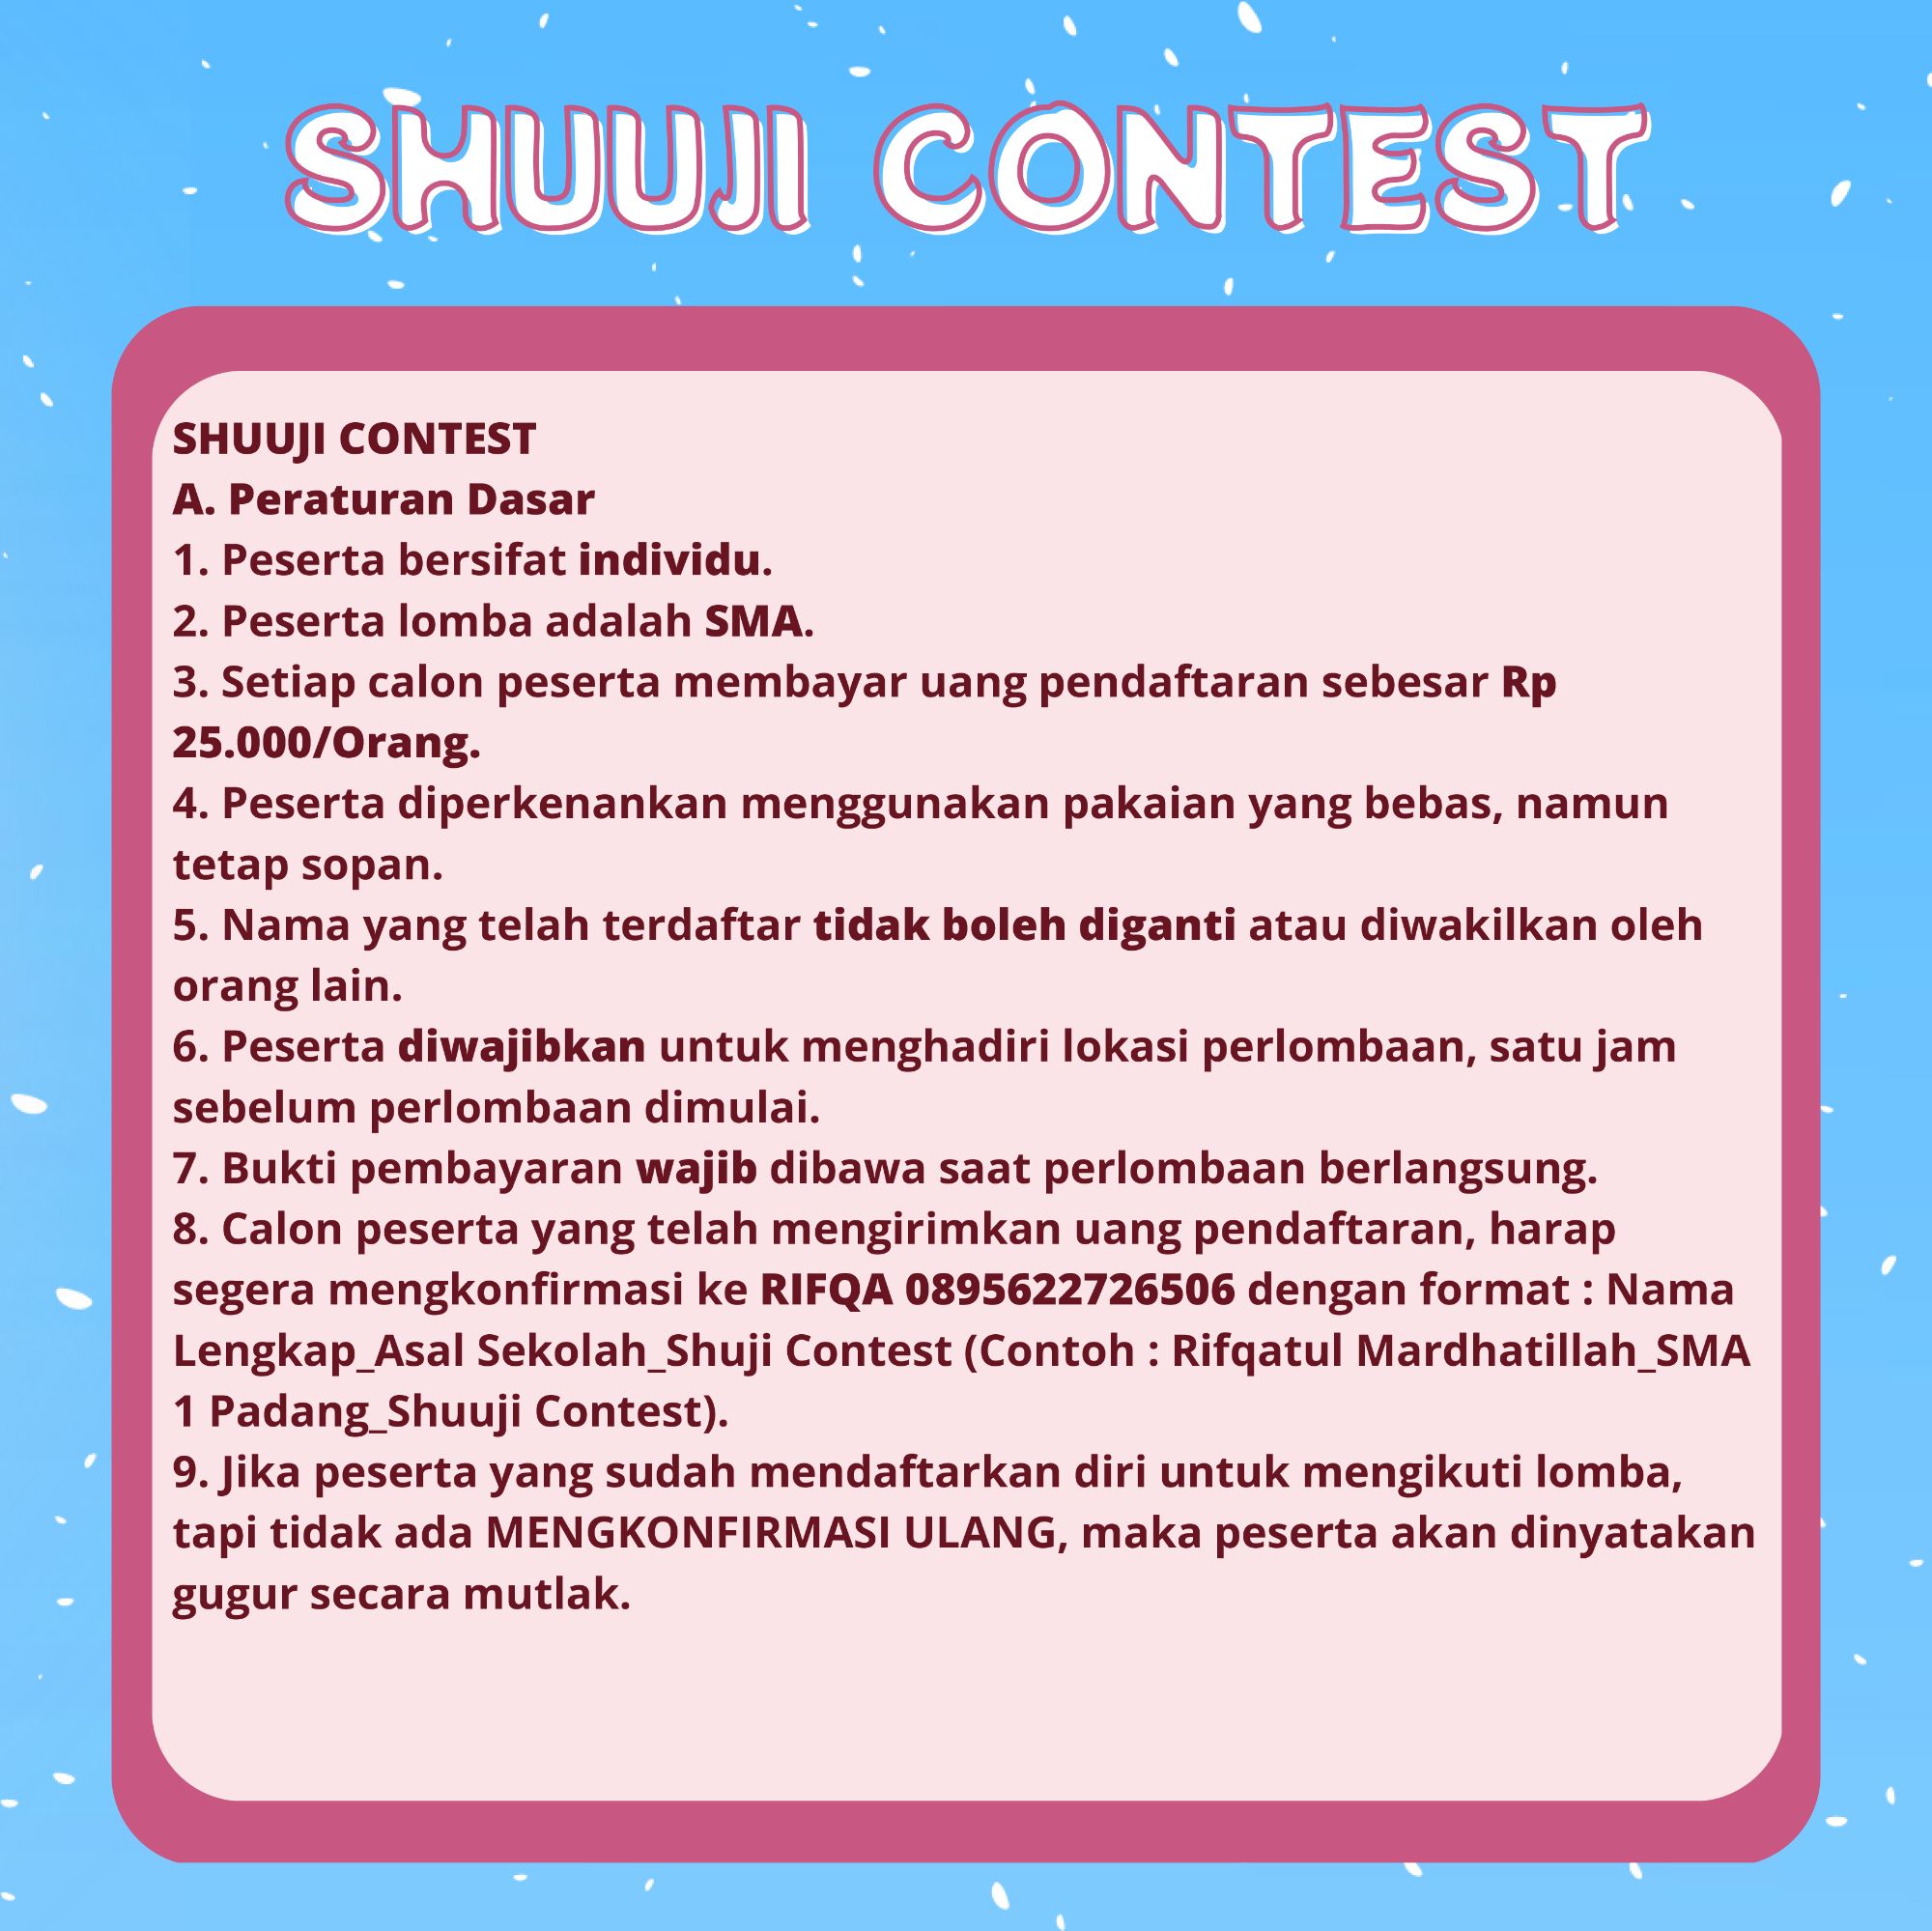 SHUUJI CONTEST
SHUUJI CONTEST
A. Peraturan Dasar
1. Peserta bersifat individu.
2. Peserta lomba adalah SMA.
3. Setiap calon peserta membayar uang pendaftaran sebesar Rp
25.000/Orang.
4. Peserta diperkenankan menggunakan pakaian yang bebas, namun
tetap sopan.
5. Nama yang telah terdaftar tidak boleh diganti atau diwakilkan oleh
orang lain.
6. Peserta diwajibkan untuk menghadiri lokasi perlombaan, satu jam
sebelum perlombaan dimulai.
7. Bukti pembayaran wajib dibawa saat perlombaan berlangsung.
8. Calon peserta yang telah mengirimkan uang pendaftaran, harap
segera mengkonfirmasi ke RIFQA 0895622726506 dengan format : Nama
Lengkap_Asal Sekolah_Shuji Contest (Contoh : Rifqatul Mardhatillah_SMA
1 Padang_Shuuji Contest).
9. Jika peserta yang sudah mendaftarkan diri untuk mengikuti lomba,
tapi tidak ada MENGKONFIRMASI ULANG, maka peserta akan dinyatakan
gugur secara mutlak.